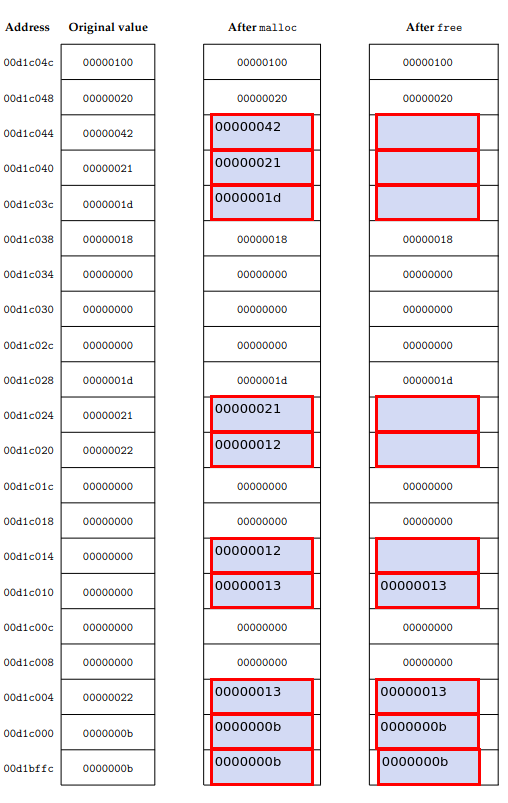 Address Original value After malloc After free
00d1c04c 00000100 00000100 00000100
00d1c048 00000020 00000020 00000020
00d1c044 00000042 00000042
00d1c040 00000021 00000021
00d1c03c 0000001d 0000001d
00d1c038 00000018 00000018 00000018
00d1c034 00000000 00000000 00000000
00d1c030 00000000 00000000 00000000
00d1c02c 00000000 00000000 00000000
00d1c028 0000001d 0000001d 0000001d
00d1c024 00000021 00000021
00d1c020 00000022 00000012
00d1c01c 00000000 00000000 00000000
00d1c018 00000000 00000000 00000000
00d1c014 00000000 00000012
00d1c010 00000000 00000013 00000013
00d1c00c 00000000 00000000 00000000
00d1c008 00000000 00000000 00000000
00d1c004 00000022 00000013 00000013
00d1c000 0000000b 0000000b 0000000b
00d1bffc 0000000b 0000000b 0000000b